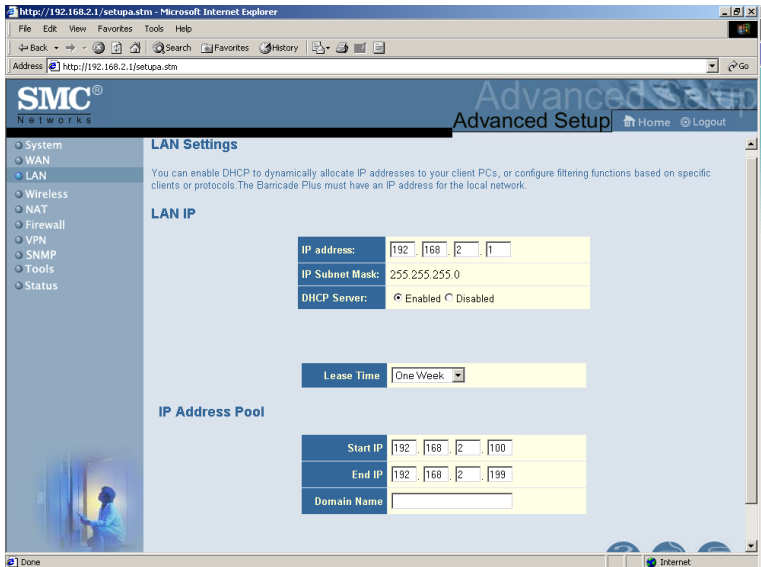 http://192.168.2.1/setupa.stm - Microsoft Internet Explorer
File Edit View Favorites Tools Help
Back Search Favorites History
Address http://192.168.2.1/setupa.stm Go
SMC®
Networks
Advanced Setup
Advanced Setup Home Logout
System
WAN
LAN
Wireless
NAT
Firewall
VPN
SNMP
Tools
Status
LAN Settings
You can enable DHCP to dynamically allocate IP addresses to your client PCs, or configure filtering functions based on specific
clients or protocols.The Barricade Plus must have an IP address for the local network.
LAN IP
IP address: 192 . 168 . 2 . 1
IP Subnet Mask: 255.255.255.0
DHCP Server: Enabled Disabled
Lease Time One Week
IP Address Pool
Start IP 192 . 168 . 2 . 100
End IP 192 . 168 . 2 . 199
Domain Name
Done Internet